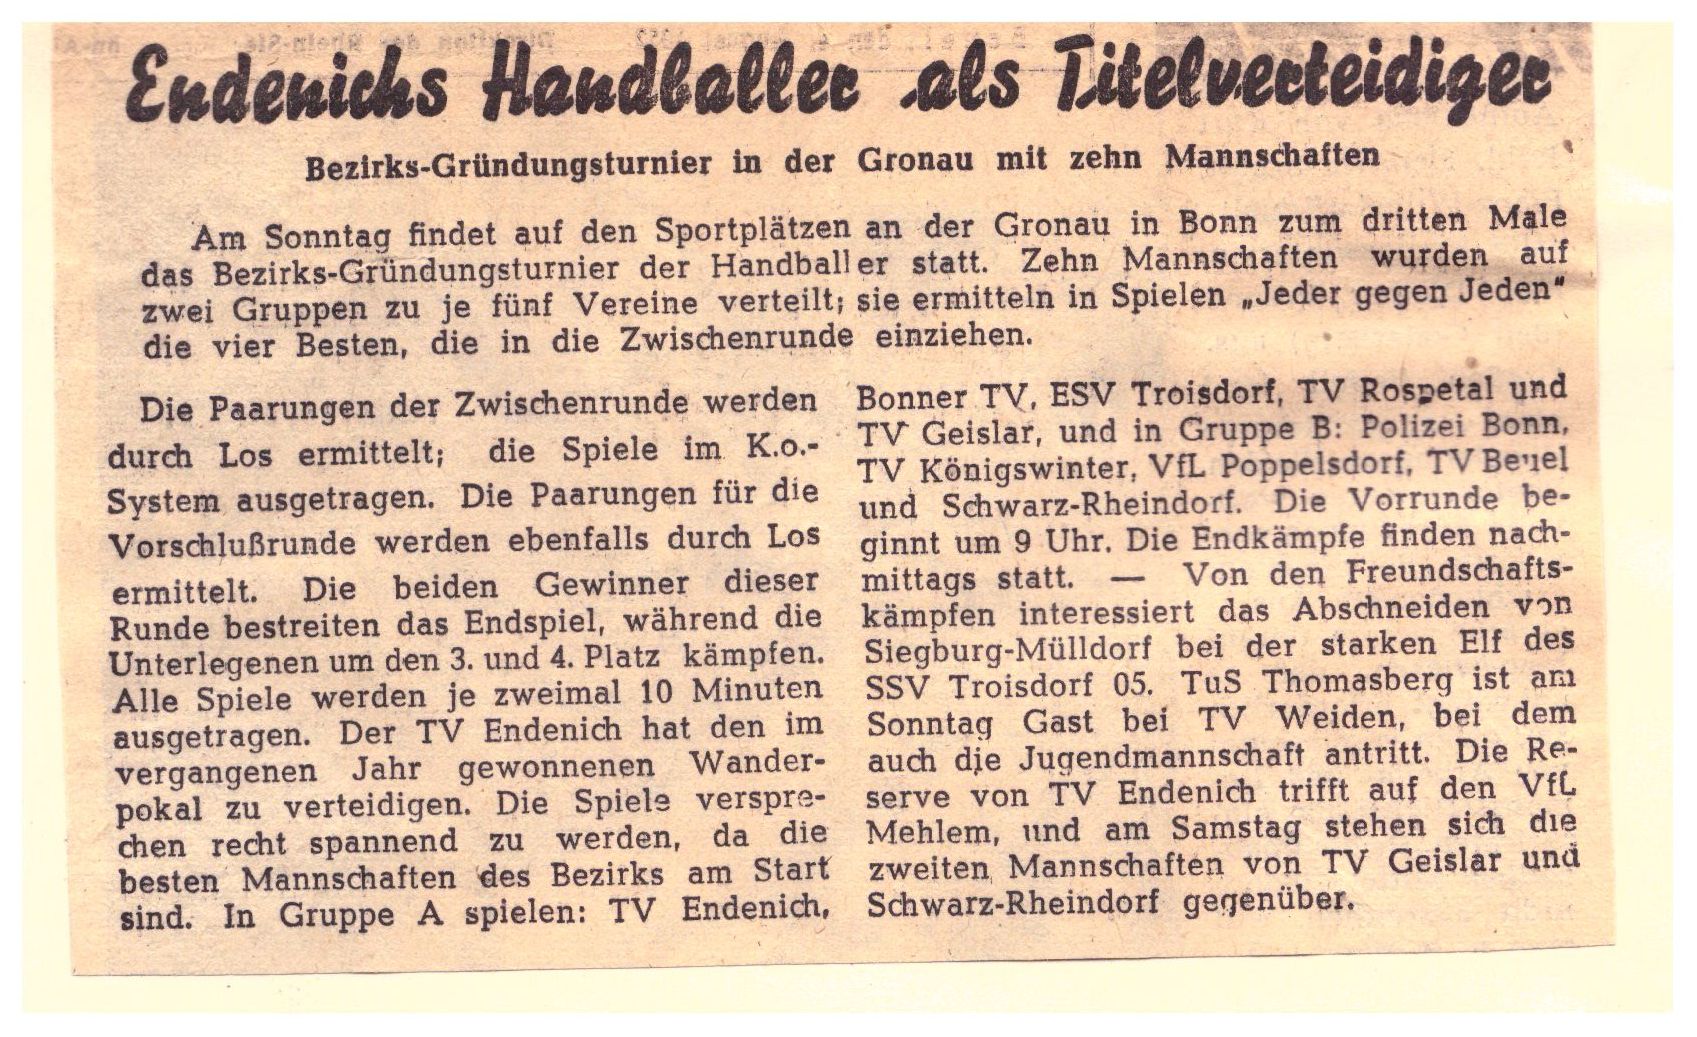 Endenichs Handballer als Titelverteidiger
Bezirks-Gründungsturnier in der Gronau mit zehn Mannschaften
Am Sonntag findet auf den Sportplätzen an der Gronau in Bonn zum dritten Male
das Bezirks-Gründungsturnier der Handballer statt. Zehn Mannschaften wurden auf
zwei Gruppen zu je fünf Vereine verteilt; sie ermitteln in Spielen „Jeder gegen Jeden"
die vier Besten, die in die Zwischenrunde einziehen.
Die Paarungen der Zwischenrunde werden
durch Los ermittelt; die Spiele im K.o.-
System ausgetragen. Die Paarungen für die
Vorschlußrunde werden ebenfalls durch Los
ermittelt. Die beiden Gewinner dieser
Runde bestreiten das Endspiel, während die
Unterlegenen um den 3. und 4. Platz kämpfen.
Alle Spiele werden je zweimal 10 Minuten
ausgetragen. Der TV Endenich hat den im
vergangenen Jahr gewonnenen Wander-
pokal zu verteidigen. Die Spiele verspre-
chen recht spannend zu werden, da die
besten Mannschaften des Bezirks am Start
sind. In Gruppe A spielen: TV Endenich,
Bonner TV, ESV Troisdorf, TV Rospetal und
TV Geislar, und in Gruppe B: Polizei Bonn,
TV Königswinter, VfL Poppelsdorf, TV Beuel
und Schwarz-Rheindorf. Die Vorrunde be-
ginnt um 9 Uhr. Die Endkämpfe finden nach-
mittags statt. — Von den Freundschafts-
kämpfen interessiert das Abschneiden von
Siegburg-Mülldorf bei der starken Elf des
SSV Troisdorf 05. TuS Thomasberg ist am
Sonntag Gast bei TV Weiden, bei dem
auch die Jugendmannschaft antritt. Die Re-
serve von TV Endenich trifft auf den VfL
Mehlem, und am Samstag stehen sich die
zweiten Mannschaften von TV Geislar und
Schwarz-Rheindorf gegenüber.